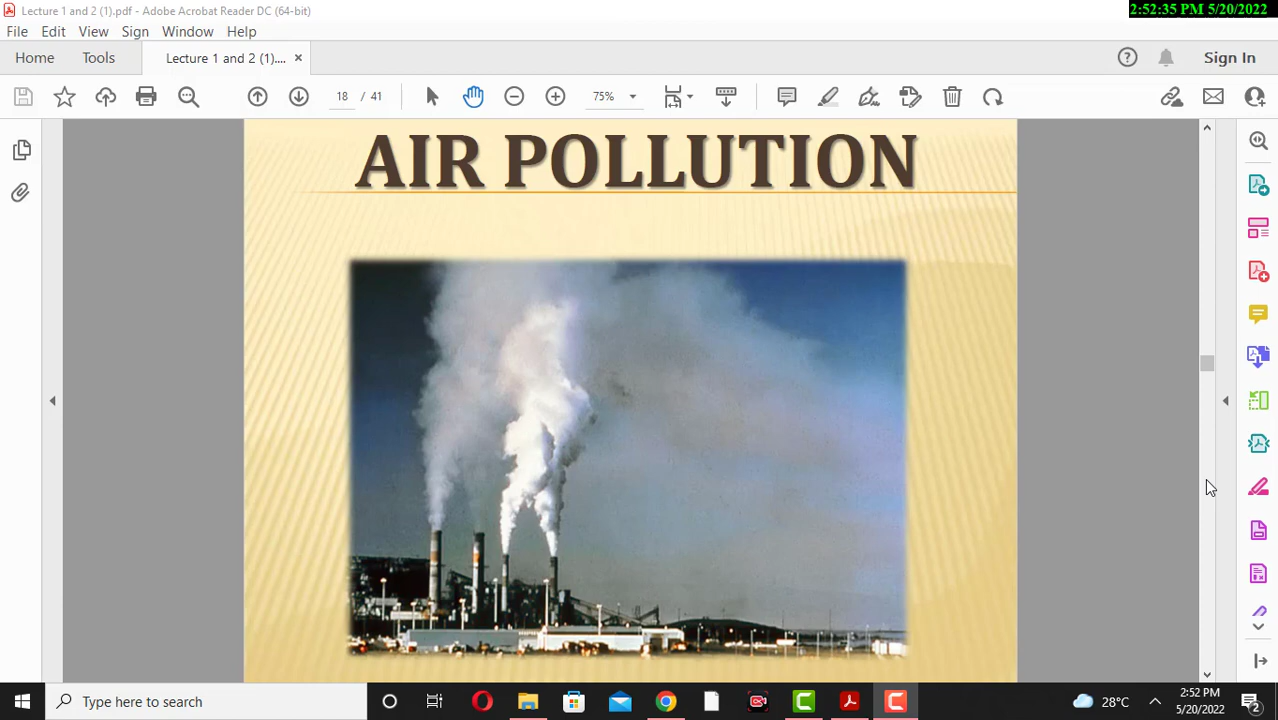 Lecture 1 and 2 (1).pdf - Adobe Acrobat Reader DC (64-bit)
2:52:35 PM 5/20/2022
File Edit View Sign Window Help
Home Tools Lecture 1 and 2 (1).... ×
Sign In
18 / 41
75%
AIR POLLUTION
Type here to search
28°C
2:52 PM
5/20/2022
2